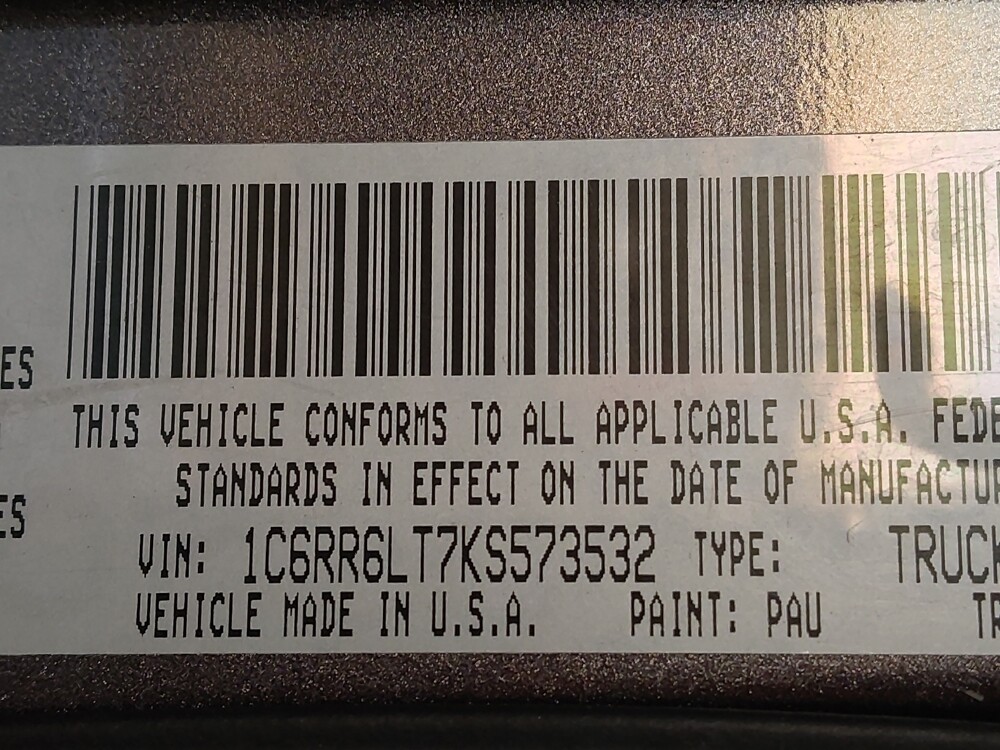 ES
THIS VEHICLE CONFORMS TO ALL APPLICABLE U.S.A. FEDE
STANDARDS IN EFFECT ON THE DATE OF MANUFACTU
ES
VIN: 1C6RR6LT7KS573532 TYPE: TRUCK
VEHICLE MADE IN U.S.A. PAINT: PAU TR